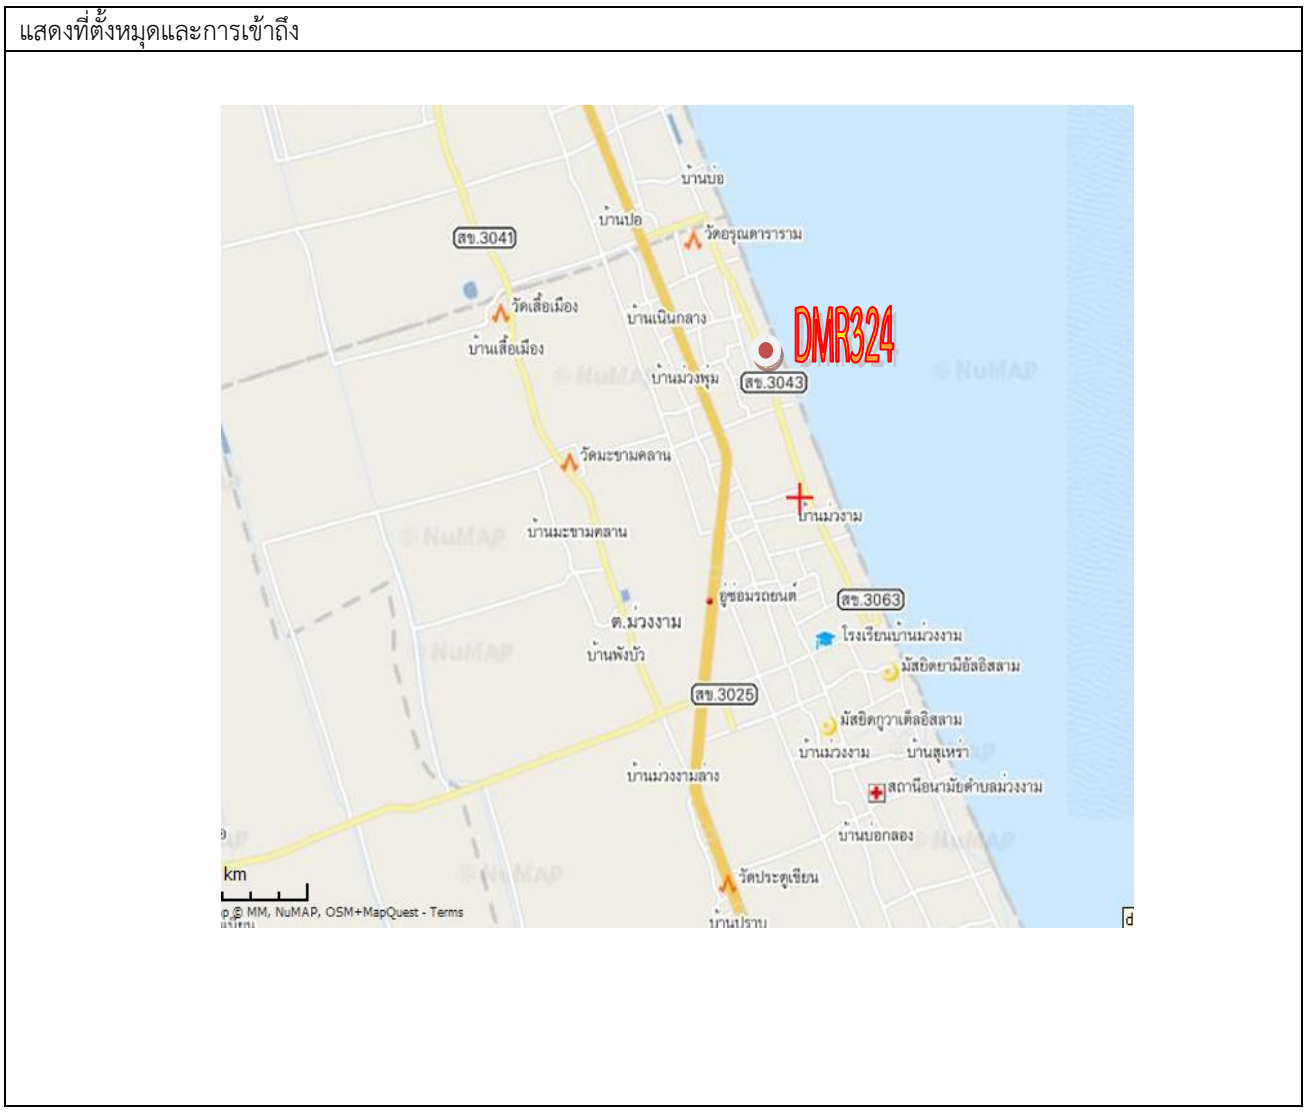 แสดงที่ตั้งหมุดและการเข้าถึง
บ้านบ่อ
บ้านปอ
วัดอรุณดาราราม
สข.3041
วัดเสื้อเมือง
บ้านเนินกลาง
DMR324
บ้านเสื้อเมือง
© NuMAP
บ้านม่วงพุ่ม
สข.3043
© NuMAP
วัดมะขามคลาน
บ้านม่วงาม
© NuMAP
บ้านมะขามคลาน
อู่ซ่อมรถยนต์
สข.3063
ต.ม่วงงาม
โรงเรียนบ้านม่วงงาม
© NuMAP
บ้านพังบัว
มัสยิดยามีอัลอิสลาม
สข.3025
มัสยิดกูวาเต็ลอิสลาม
บ้านม่วงงาม
บ้านสุเหร่า
บ้านม่วงงามล่าง
สถานีอนามัยตำบลม่วงงาม
บ้านบ่อกลอง
© NuMAP
km
© NuMAP
วัดประตูเขียน
p © MM, NuMAP, OSM+MapQuest - Terms
บ้านปราบ
d